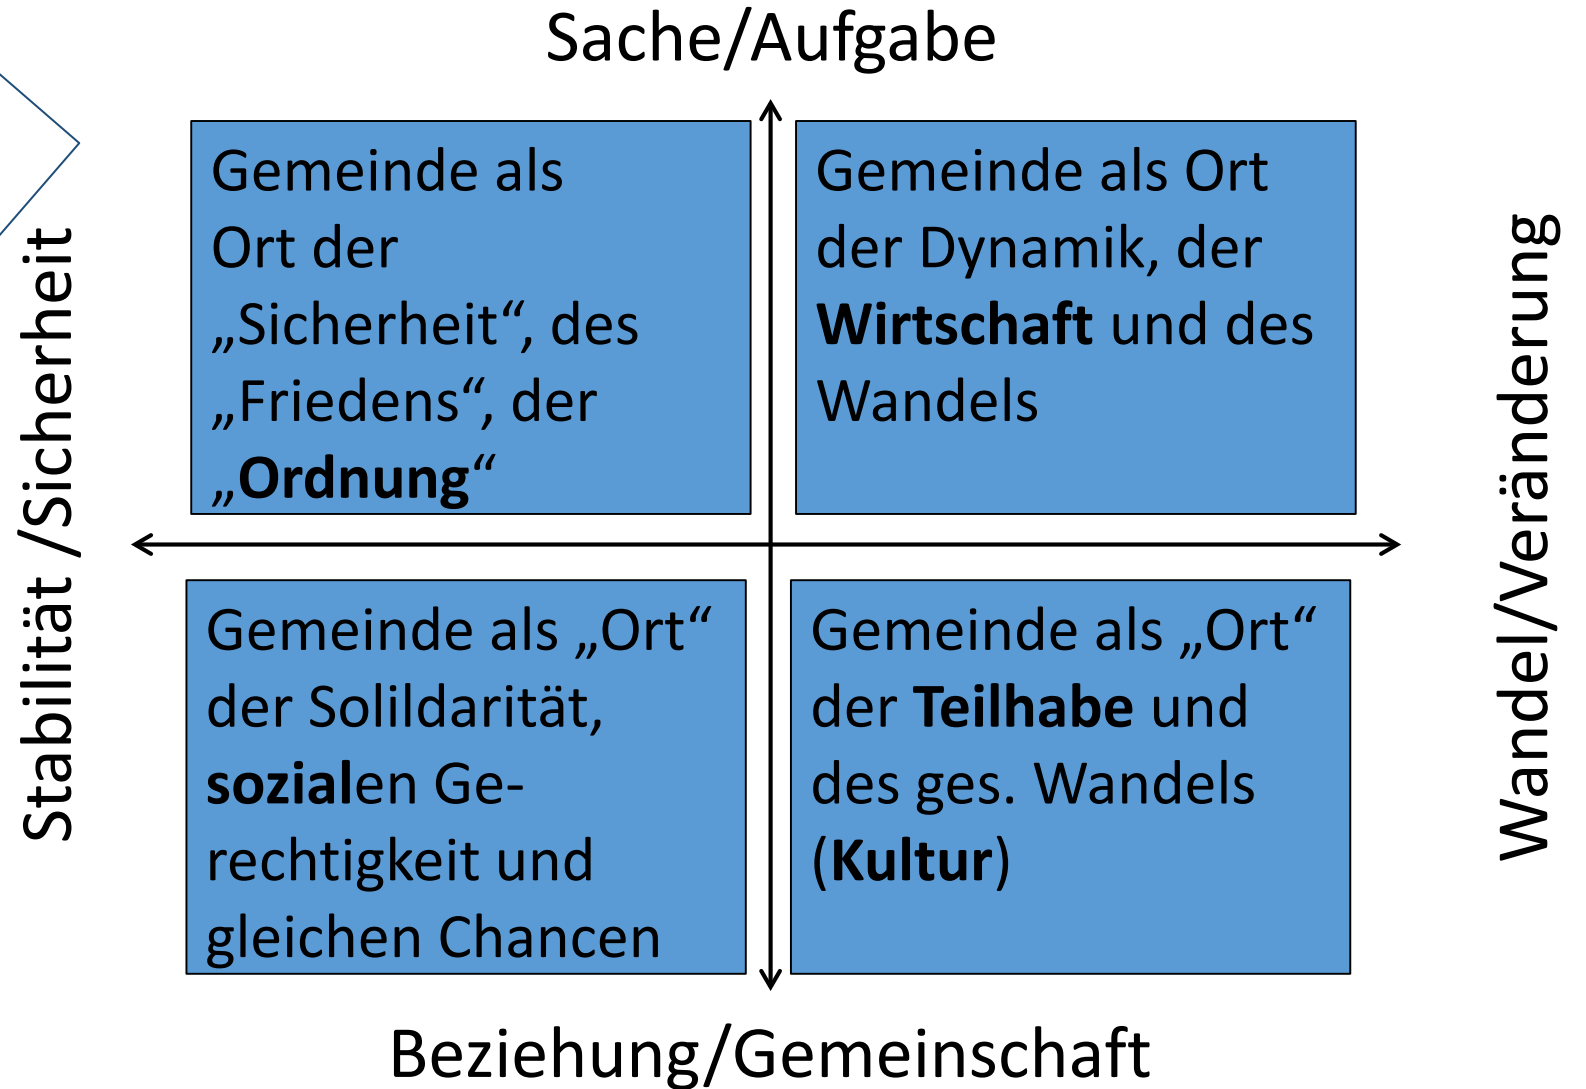 Sache/Aufgabe
Stabilität /Sicherheit
Gemeinde als
Ort der
„Sicherheit“, des
„Friedens“, der
„Ordnung“
Gemeinde als Ort
der Dynamik, der
Wirtschaft und des
Wandels
Wandel/Veränderung
Gemeinde als „Ort“
der Solildarität,
sozialen Ge-
rechtigkeit und
gleichen Chancen
Gemeinde als „Ort“
der Teilhabe und
des ges. Wandels
(Kultur)
Beziehung/Gemeinschaft